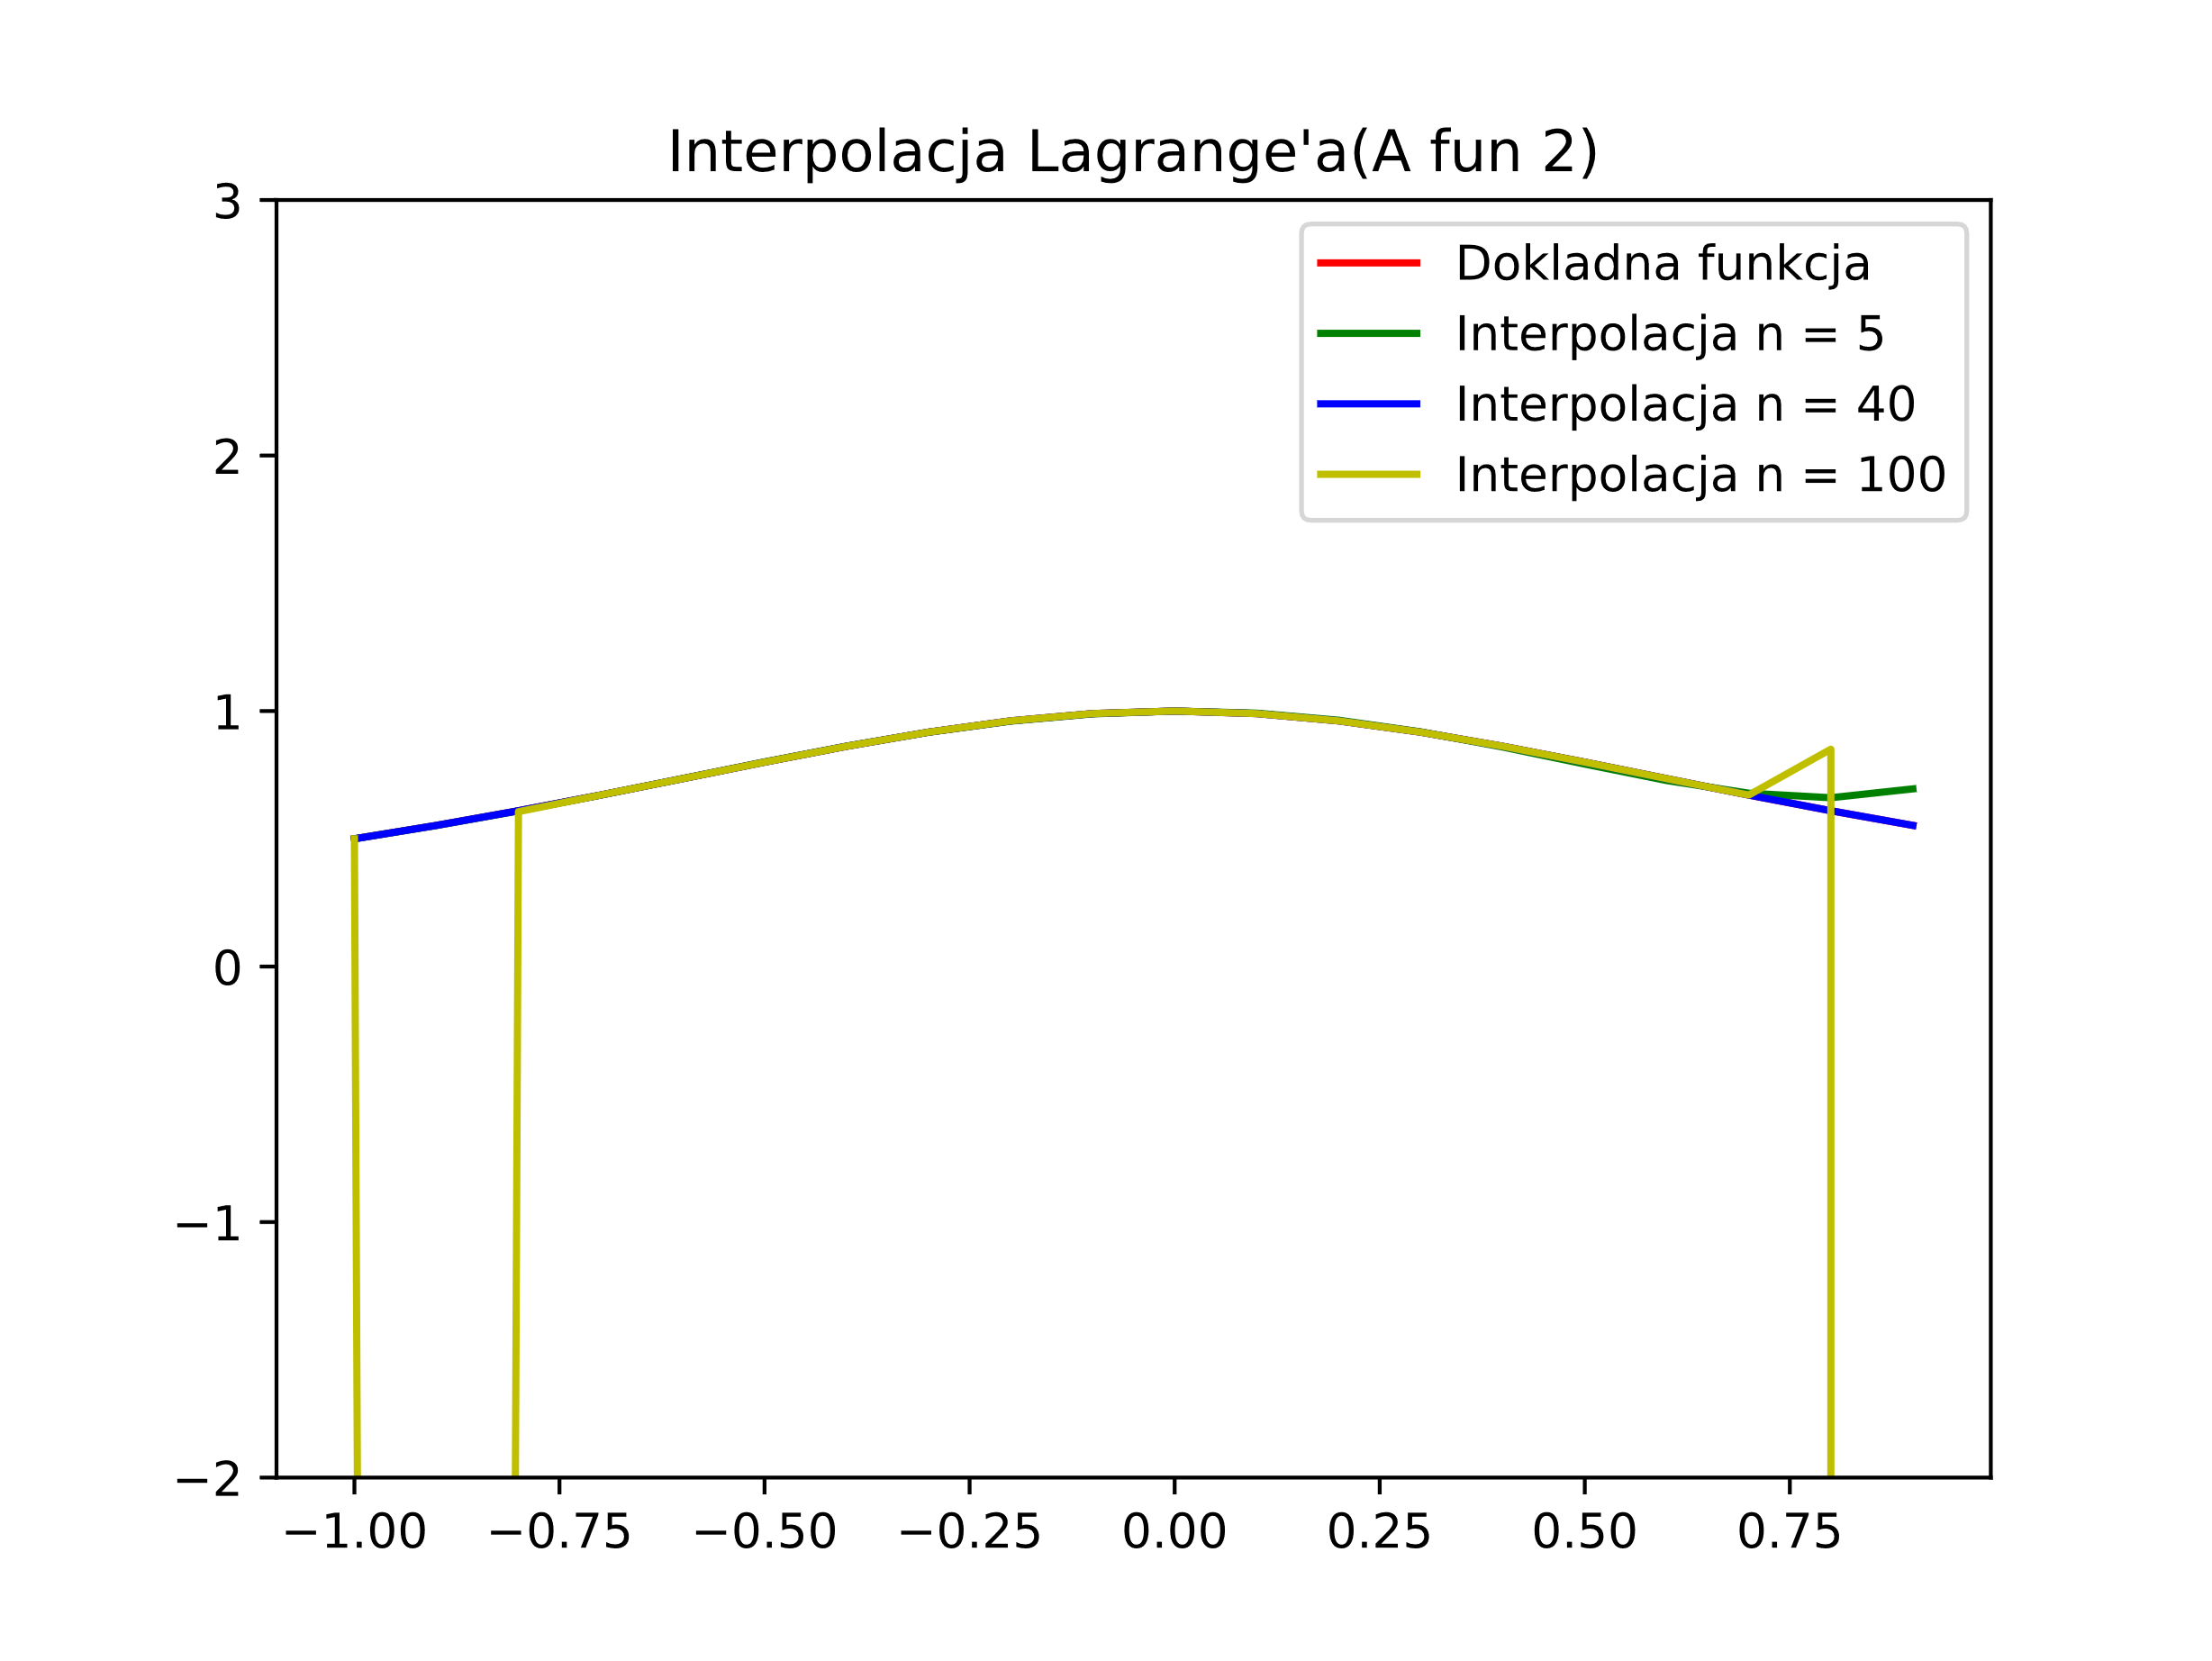 Interpolacja Lagrange'a(A fun 2)
3
2
1
0
−1
−2
Dokladna funkcja
Interpolacja n = 5
Interpolacja n = 40
Interpolacja n = 100
−1.00 −0.75 −0.50 −0.25 0.00 0.25 0.50 0.75